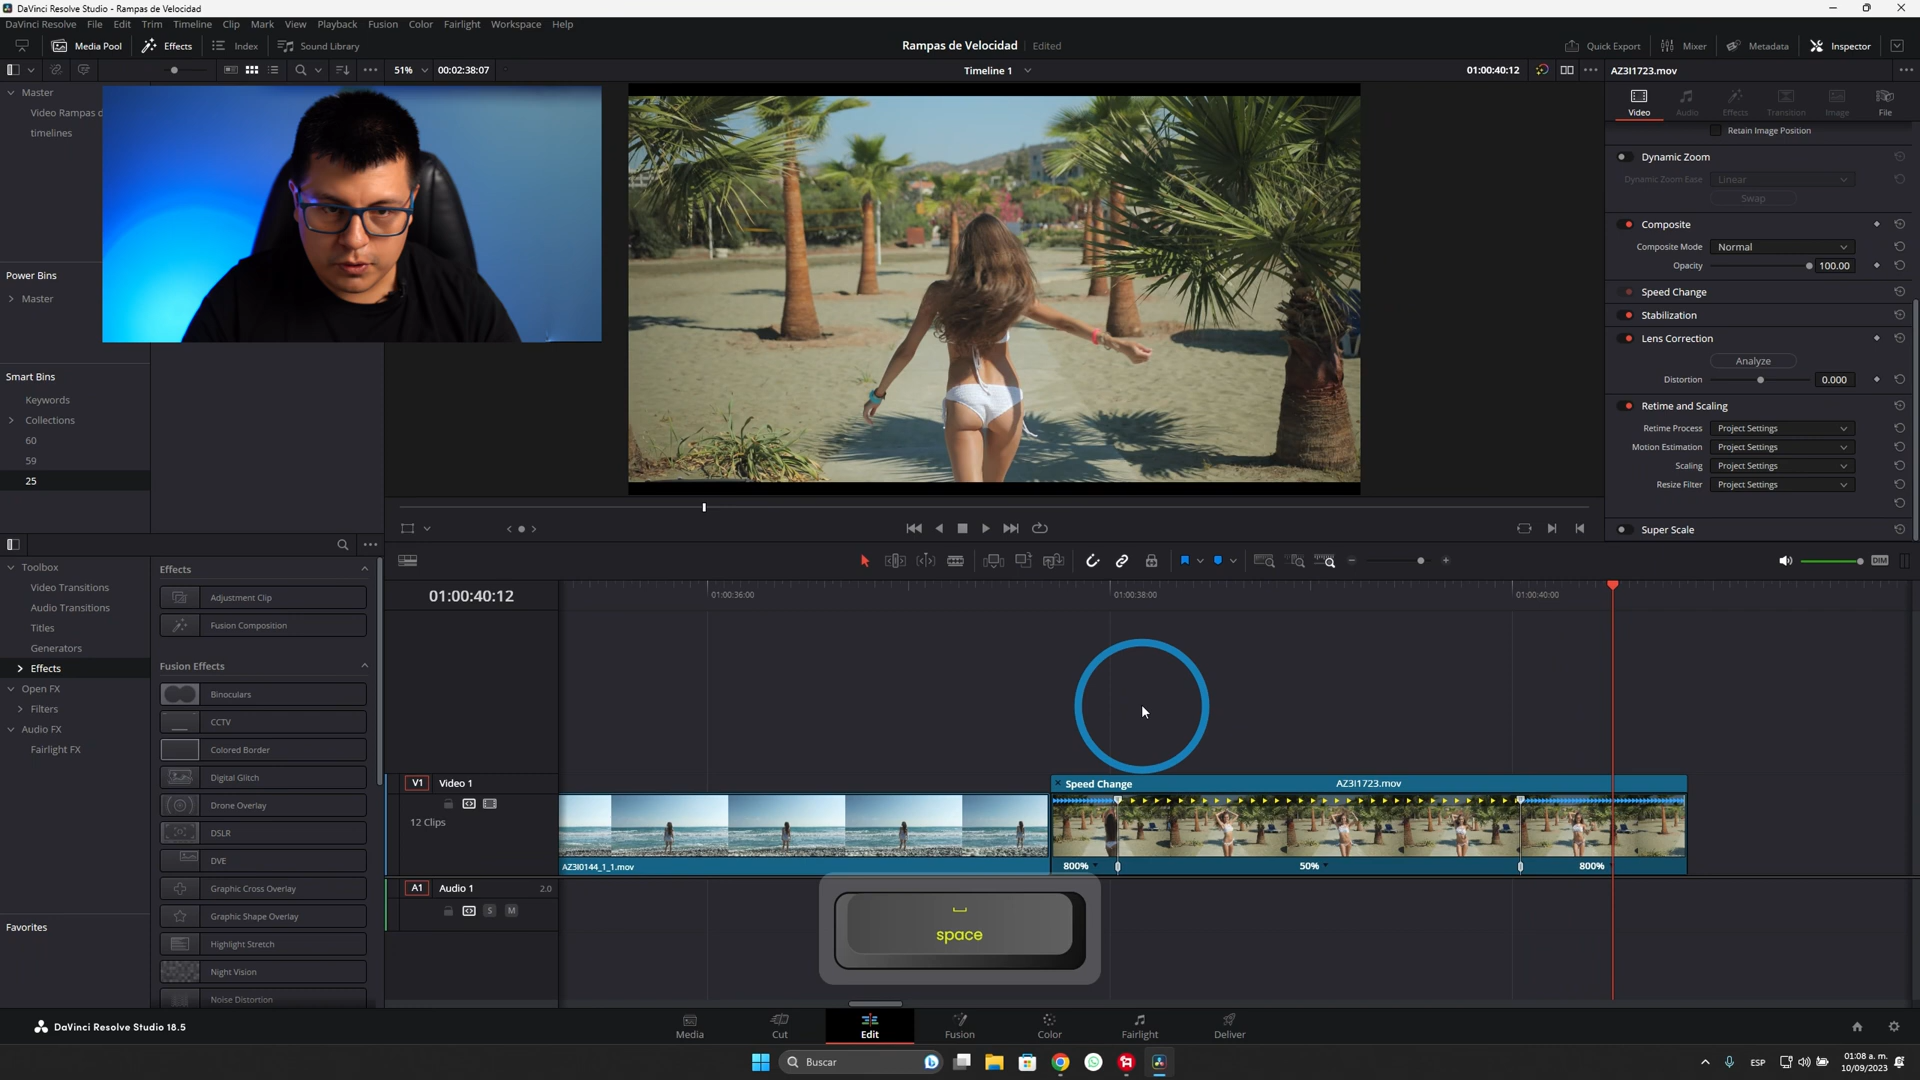 DaVinci Resolve Studio - Rampas de Velocidad
DaVinci Resolve File Edit Trim Timeline Clip Mark View Playback Fusion Color Fairlight Workspace Help
Media Pool Effects Index Sound Library
Rampas de Velocidad Edited
Quick Export Mixer Metadata Inspector
51% 00:02:38:07
Timeline 1
01:00:40:12
AZ3I1723.mov
Master
Video Rampas d
timelines
Power Bins
Master
Smart Bins
Keywords
Collections
60
59
25
Video Audio Effects Transition Image File
Retain Image Position
Dynamic Zoom
Dynamic Zoom Ease Linear
Swap
Composite
Composite Mode Normal
Opacity 100.00
Speed Change
Stabilization
Lens Correction
Analyze
Distortion 0.000
Retime and Scaling
Retime Process Project Settings
Motion Estimation Project Settings
Scaling Project Settings
Resize Filter Project Settings
Super Scale
DIM
Toolbox
Video Transitions
Audio Transitions
Titles
Generators
Effects
Open FX
Filters
Audio FX
Fairlight FX
Favorites
Effects
Adjustment Clip
Fusion Composition
Fusion Effects
Binoculars
CCTV
Colored Border
Digital Glitch
Drone Overlay
DSLR
DVE
Graphic Cross Overlay
Graphic Shape Overlay
Highlight Stretch
Night Vision
Noise Distortion
01:00:40:12
01:00:36:00 01:00:38:00 01:00:40:00
V1 Video 1
12 Clips
Speed Change AZ3I1723.mov
AZ3I0144_1_1.mov
800% 50% 800%
A1 Audio 1 2.0
S M
space
DaVinci Resolve Studio 18.5
Media Cut Edit Fusion Color Fairlight Deliver
Buscar
ESP
01:08 a. m.
10/09/2023